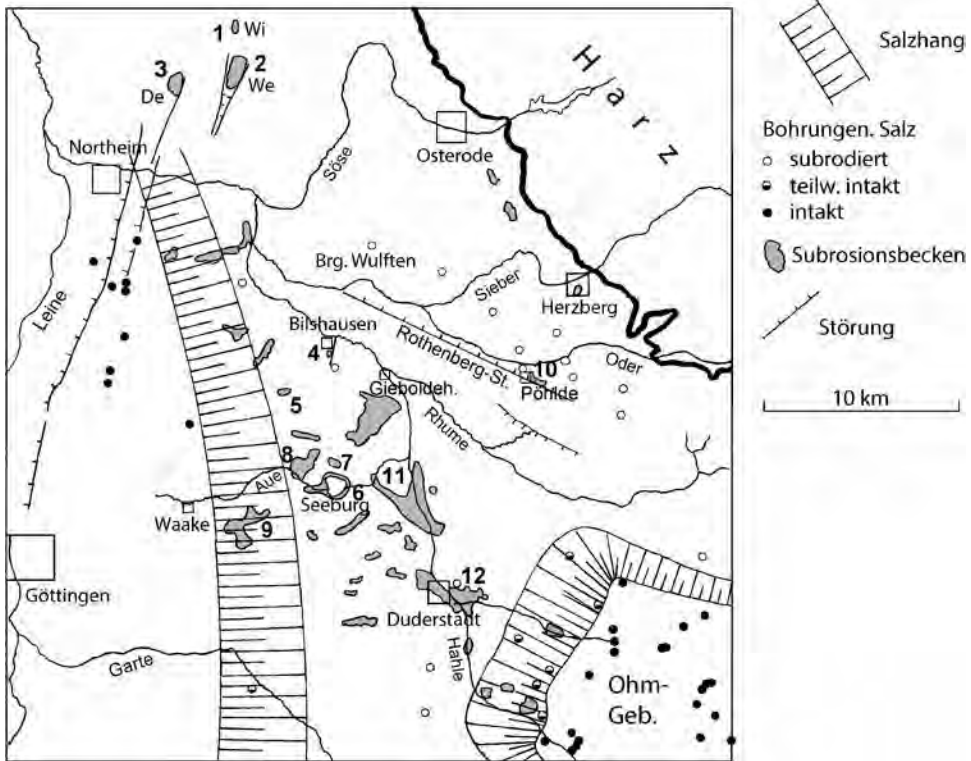 1
Wi
2
We
3
De
Harz
Northeim
Osterode
Söse
Leine
Brg. Wulften
Sieber
Herzberg
Bilshausen
4
Rothenberg-St.
Oder
10
Pöhlde
Gieboldeh.
Rhume
5
8
7
11
Aue
6
Seeburg
Waake
9
Göttingen
12
Duderstadt
Hahle
Garte
Ohm-
Geb.
Salzhang
Bohrungen. Salz
subrodiert
teilw. intakt
intakt
Subrosionsbecken
Störung
10 km